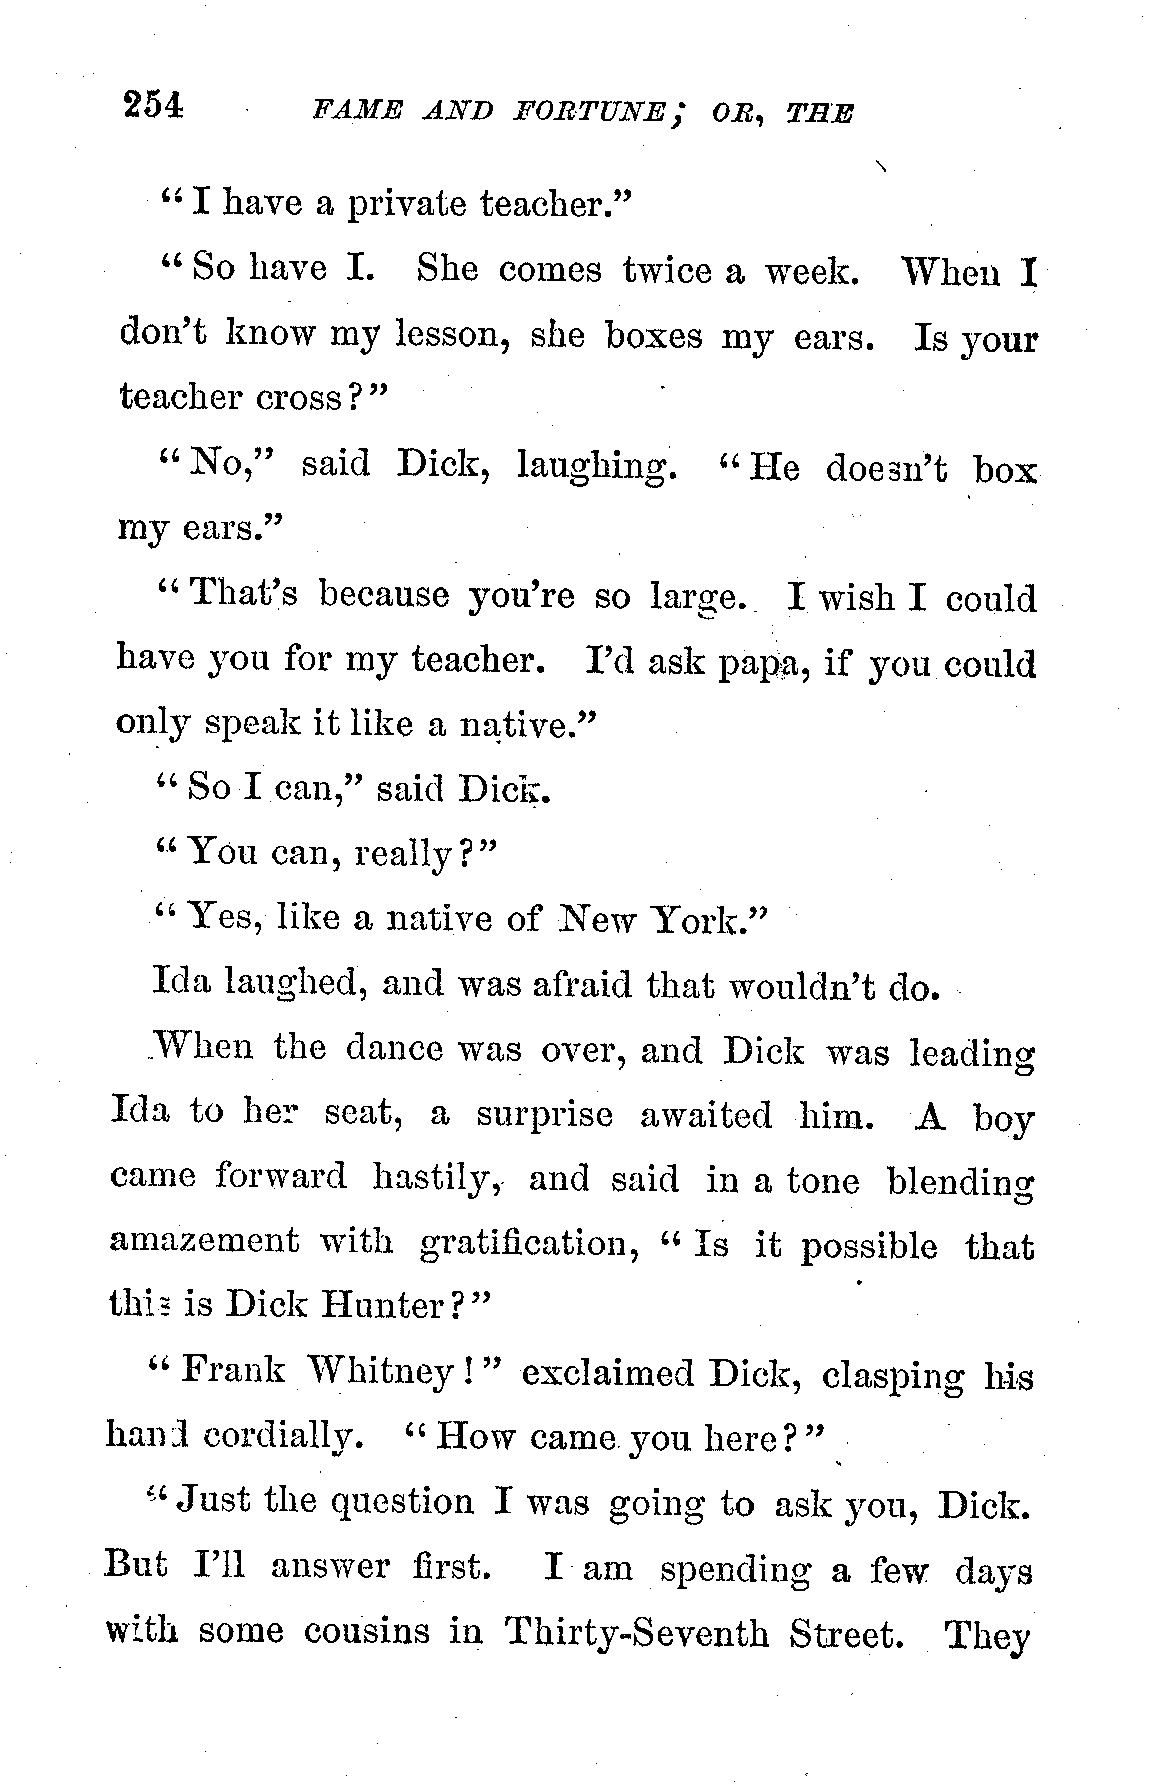 254 FAME AND FORTUNE; OR, THE
"I have a private teacher."
"So have I. She comes twice a week. When I
don't know my lesson, she boxes my ears. Is your
teacher cross?"
"No," said Dick, laughing. "He doesn't box
my ears."
"That's because you're so large. I wish I could
have you for my teacher. I'd ask papa, if you could
only speak it like a native."
"So I can," said Dick.
"You can, really?"
"Yes, like a native of New York."
Ida laughed, and was afraid that wouldn't do.
When the dance was over, and Dick was leading
Ida to her seat, a surprise awaited him. A boy
came forward hastily, and said in a tone blending
amazement with gratification, "Is it possible that
this is Dick Hunter?"
"Frank Whitney!" exclaimed Dick, clasping his
hand cordially. "How came you here?"
"Just the question I was going to ask you, Dick.
But I'll answer first. I am spending a few days
with some cousins in Thirty-Seventh Street. They